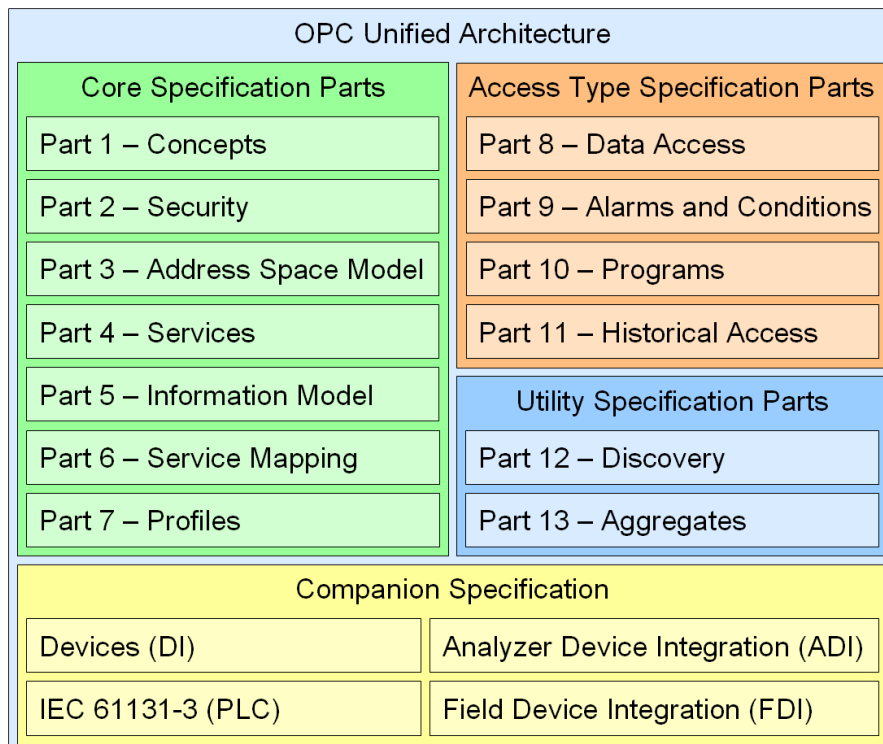 OPC Unified Architecture
Core Specification Parts
Part 1 – Concepts
Part 2 – Security
Part 3 – Address Space Model
Part 4 – Services
Part 5 – Information Model
Part 6 – Service Mapping
Part 7 – Profiles
Access Type Specification Parts
Part 8 – Data Access
Part 9 – Alarms and Conditions
Part 10 – Programs
Part 11 – Historical Access
Utility Specification Parts
Part 12 – Discovery
Part 13 – Aggregates
Companion Specification
Devices (DI)
Analyzer Device Integration (ADI)
IEC 61131-3 (PLC)
Field Device Integration (FDI)